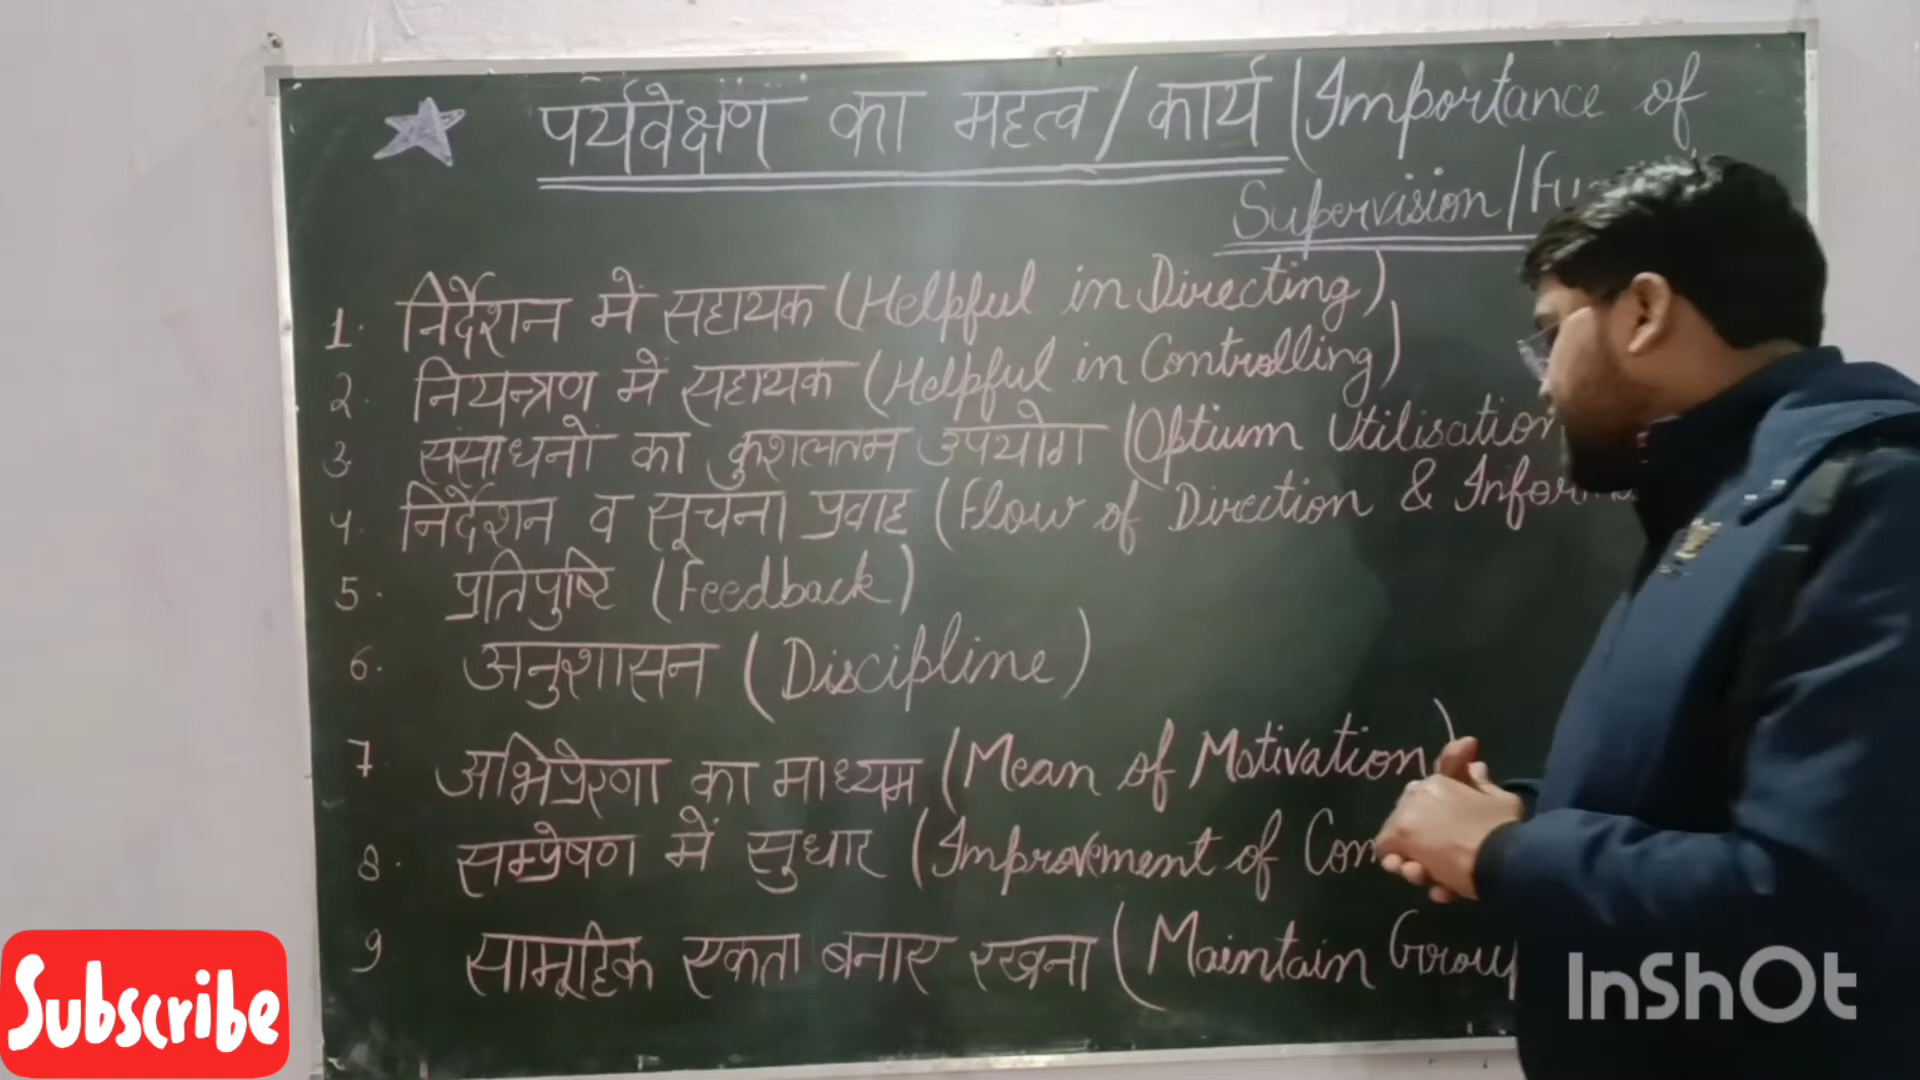 पर्यवेक्षण का महत्व/कार्य (Importance of
Supervision/
1. निर्देशन में सहायक (Helpful in Directing)
2. नियन्त्रण में सहायक (Helpful in Controlling)
3 संसाधनों का कुशलतम उपयोग (Optium Utilisation
4. निर्देशन व सूचना प्रवाह (Flow of Direction &
5. प्रतिपुष्टि (Feedback)
6. अनुशासन (Discipline)
7 अभिप्रेरणा का माध्यम (Mean of Motivation)
8. सम्प्रेषण में सुधार (Improvement of
9 सामूहिक एकता बनाए रखना (Maintain Group
Subscribe
InShOt